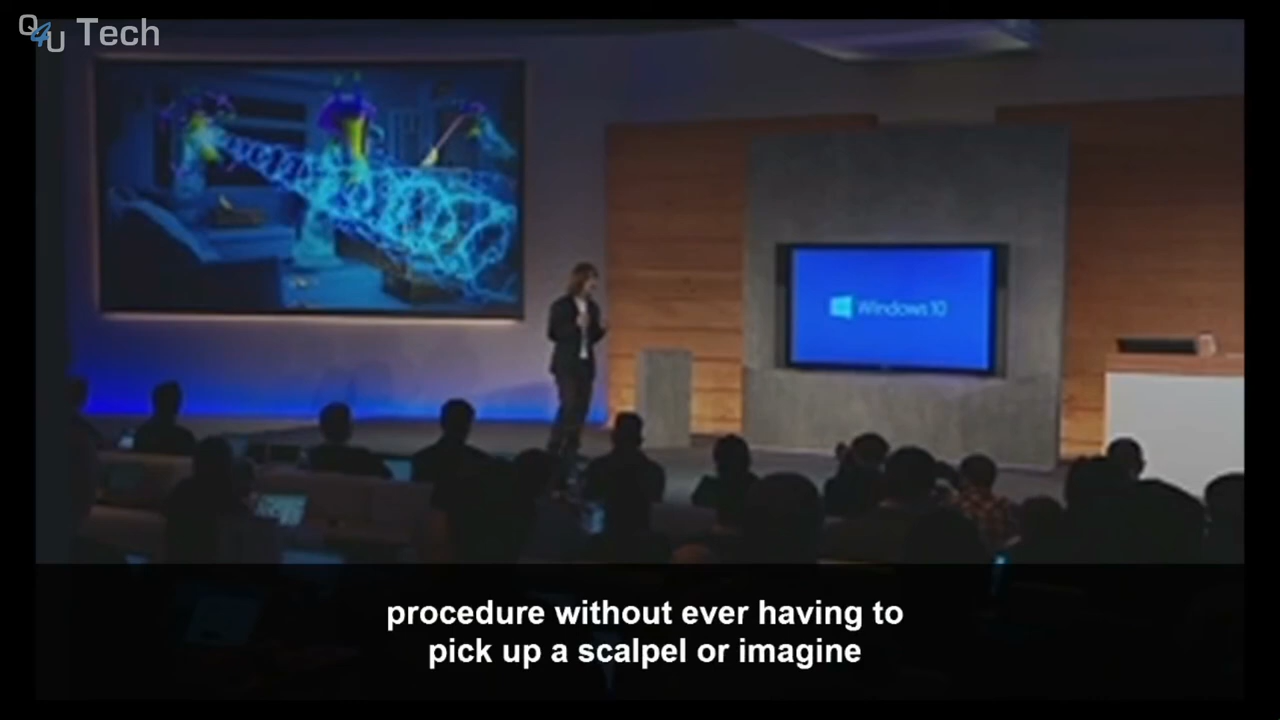 Q4U Tech
Windows 10
procedure without ever having to
pick up a scalpel or imagine